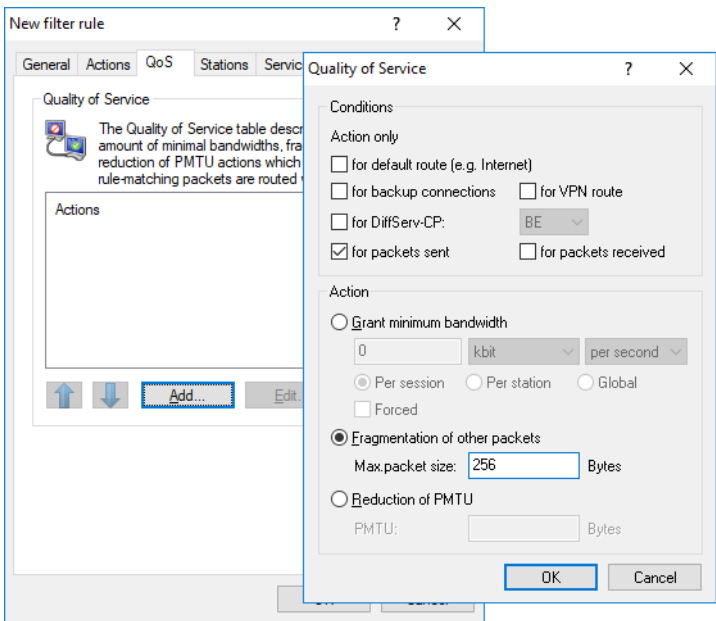 New filter rule
General Actions QoS Stations Servic
Quality of Service
The Quality of Service table descr
amount of minimal bandwidths, fra
reduction of PMTU actions which
rule-matching packets are routed
Actions
Add...
Edit.
Quality of Service
Conditions
Action only
for default route (e.g. Internet)
for backup connections for VPN route
for DiffServ-CP: BE
for packets sent for packets received
Action
Grant minimum bandwidth
0 kbit per second
Per session Per station Global
Forced
Fragmentation of other packets
Max.packet size: 256 Bytes
Reduction of PMTU
PMTU: Bytes
OK Cancel